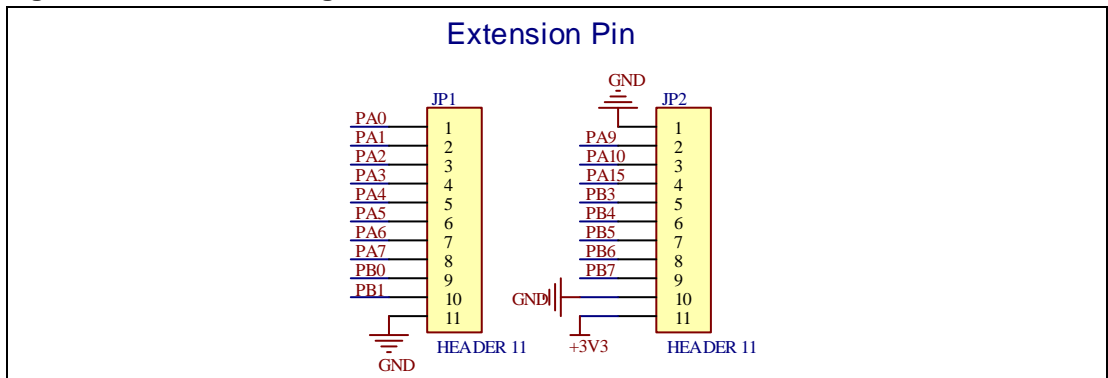 Extension Pin
JP1
PA0 1
PA1 2
PA2 3
PA3 4
PA4 5
PA5 6
PA6 7
PA7 8
PB0 9
PB1 10
11
GND
HEADER 11
GND
JP2
1
PA9 2
PA10 3
PA15 4
PB3 5
PB4 6
PB5 7
PB6 8
PB7 9
GND 10
+3V3 11
HEADER 11